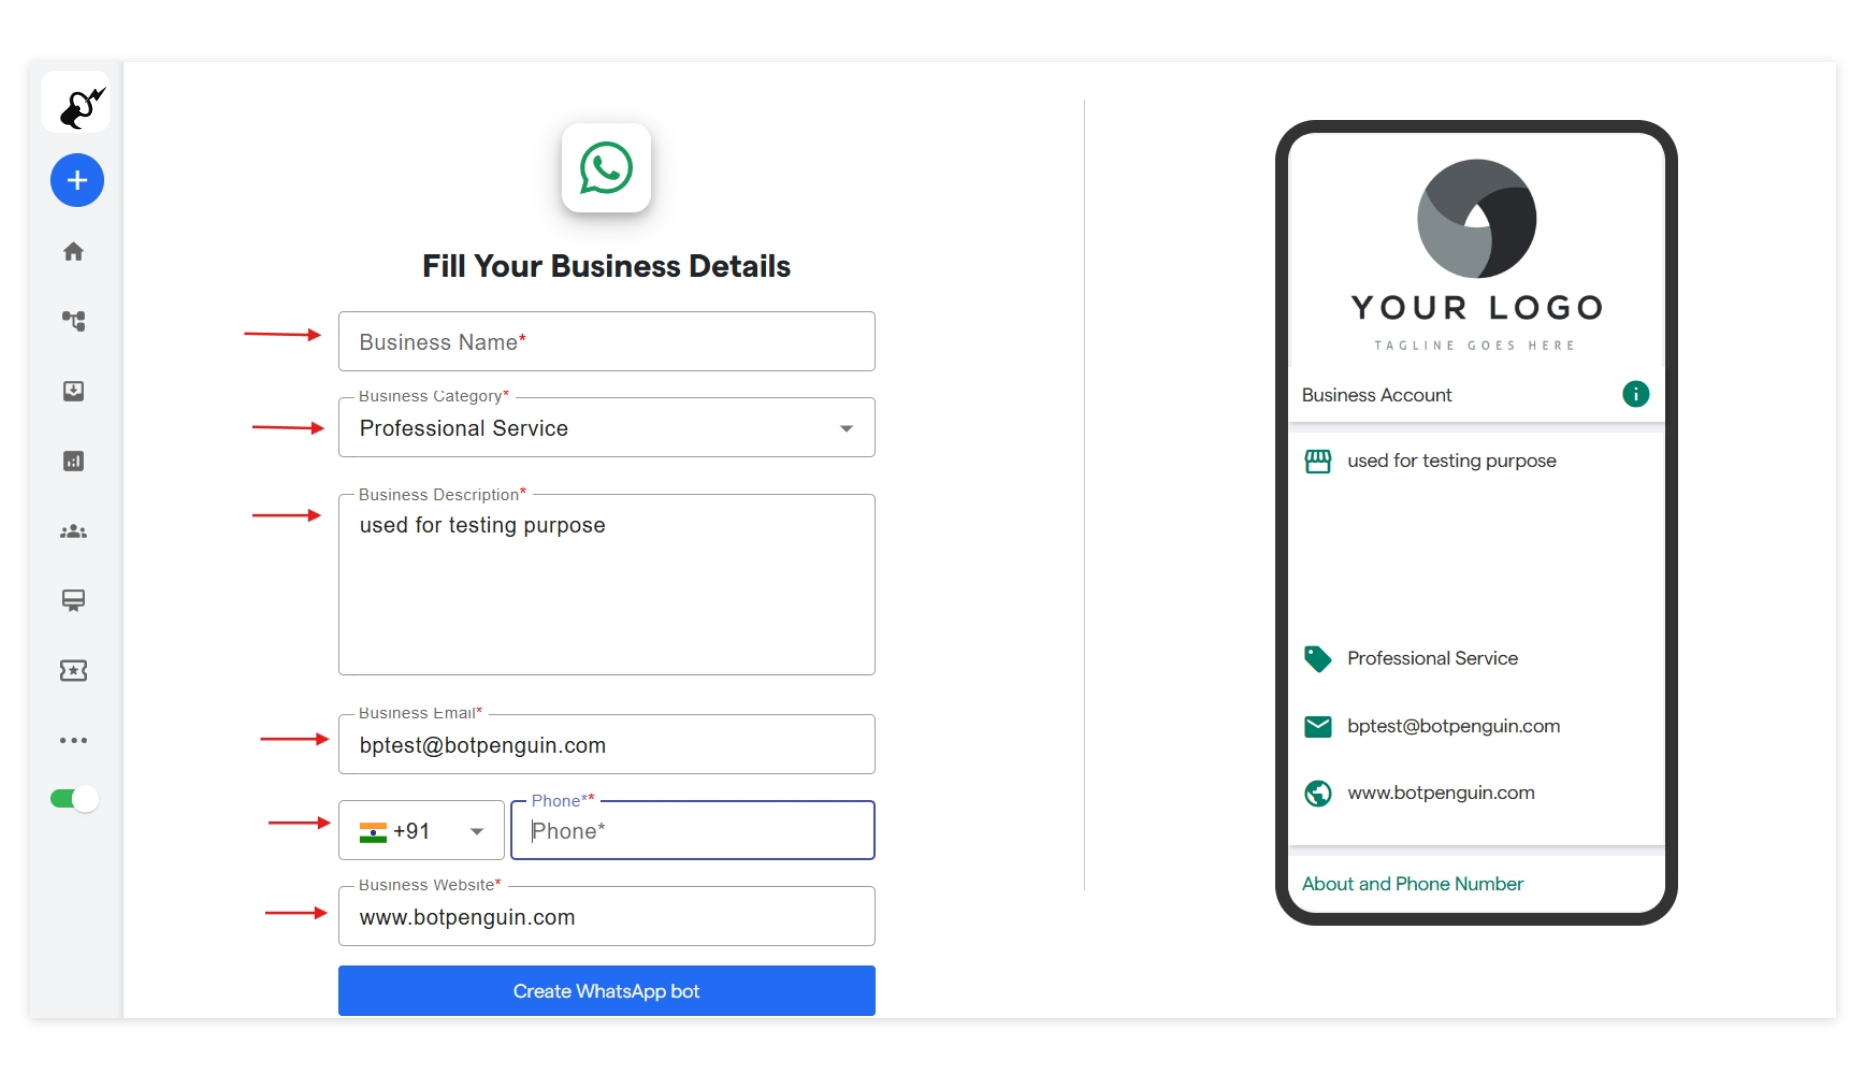 Fill Your Business Details
Business Name*
Business Category*
Professional Service
Business Description*
used for testing purpose
Business Email*
bptest@botpenguin.com
+91
Phone**
Phone*
Business Website*
www.botpenguin.com
Create WhatsApp bot
YOUR LOGO
TAGLINE GOES HERE
Business Account
used for testing purpose
Professional Service
bptest@botpenguin.com
www.botpenguin.com
About and Phone Number